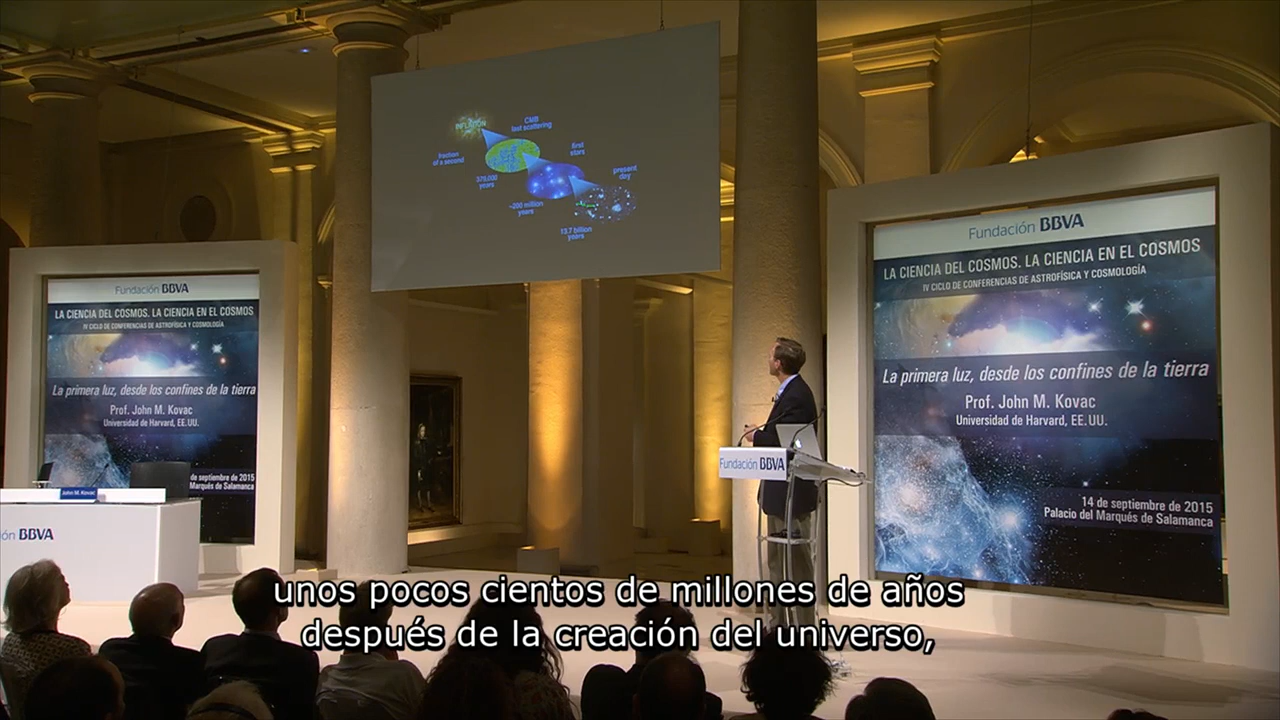 INFLATION
CMB
last scattering
fraction
of a second
first
stars
379,000
years
present
day
~200 million
years
13.7 billion
years
Fundación BBVA
LA CIENCIA DEL COSMOS. LA CIENCIA EN EL COSMOS
IV CICLO DE CONFERENCIAS DE ASTROFÍSICA Y COSMOLOGÍA
La primera luz, desde los confines de la tierra
Prof. John M. Kovac
Universidad de Harvard, EE.UU.
de septiembre de 2015
Marqués de Salamanca
John M. Kovac
ión BBVA
Fundación BBVA
Fundación BBVA
LA CIENCIA DEL COSMOS. LA CIENCIA EN EL COSMOS
IV CICLO DE CONFERENCIAS DE ASTROFÍSICA Y COSMOLOGÍA
La primera luz, desde los confines de la tierra
Prof. John M. Kovac
Universidad de Harvard, EE.UU.
14 de septiembre de 2015
Palacio del Marqués de Salamanca
unos pocos cientos de millones de años
después de la creación del universo,